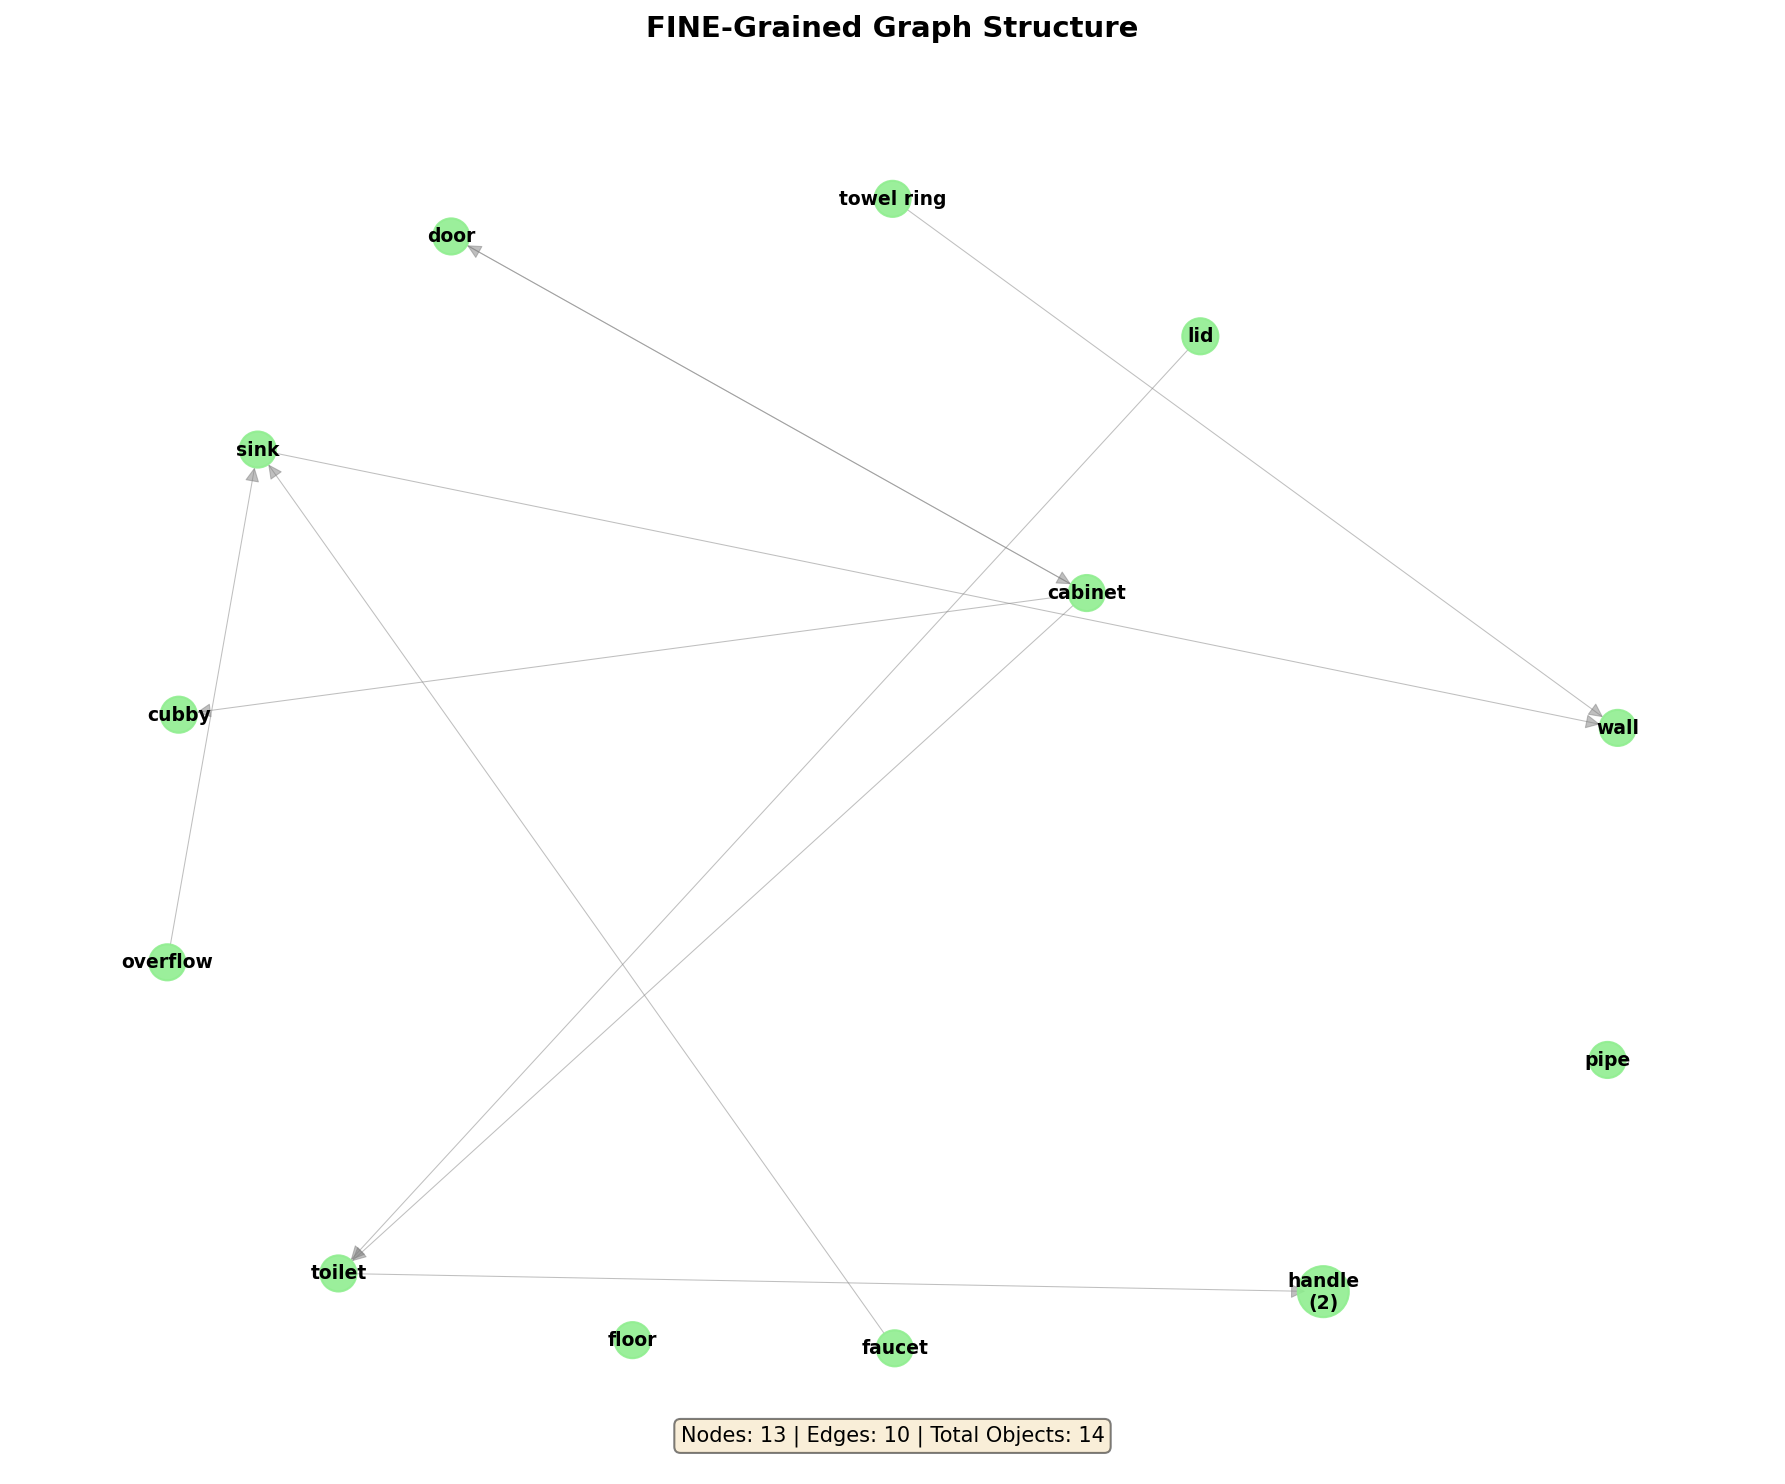 FINE-Grained Graph Structure
towel ring
door
lid
sink
cabinet
cubby
wall
overflow
pipe
toilet
handle
(2)
floor
faucet
Nodes: 13 | Edges: 10 | Total Objects: 14